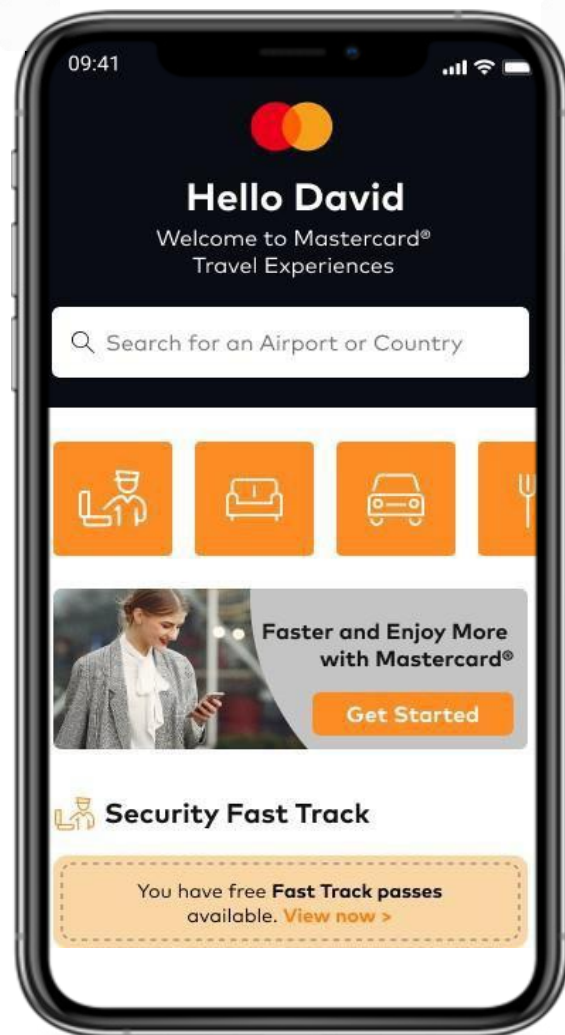 09:41
Hello David
Welcome to Mastercard®
Travel Experiences
Search for an Airport or Country
Faster and Enjoy More
with Mastercard®
Get Started
Security Fast Track
You have free Fast Track passes
available. View now >